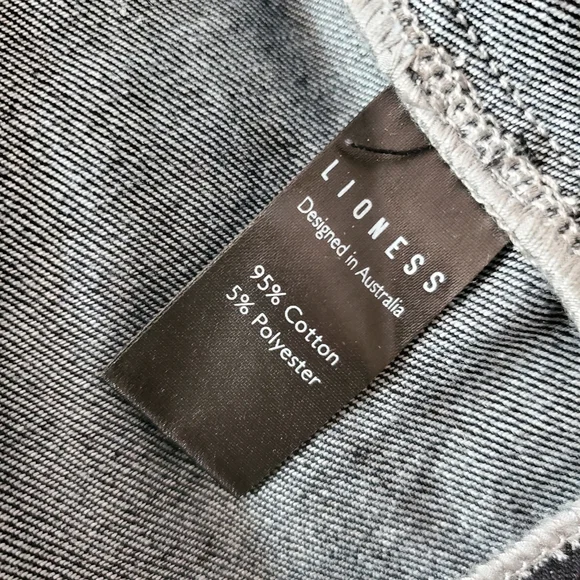 LIONESS
Designed in Australia
95% Cotton
5% Polyester